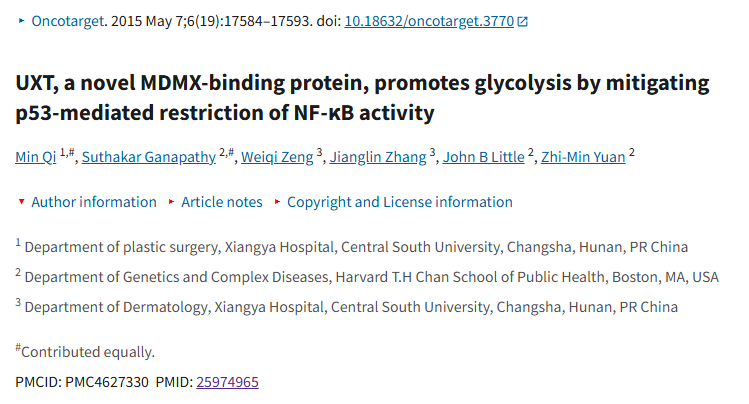 Oncotarget. 2015 May 7;6(19):17584–17593. doi: 10.18632/oncotarget.3770
UXT, a novel MDMX-binding protein, promotes glycolysis by mitigating
p53-mediated restriction of NF-κB activity
Min Qi 1,#, Suthakar Ganapathy 2,#, Weiqi Zeng 3, Jianglin Zhang 3, John B Little 2, Zhi-Min Yuan 2
Author information Article notes Copyright and License information
1 Department of plastic surgery, Xiangya Hospital, Central South University, Changsha, Hunan, PR China
2 Department of Genetics and Complex Diseases, Harvard T.H Chan School of Public Health, Boston, MA, USA
3 Department of Dermatology, Xiangya Hospital, Central South University, Changsha, Hunan, PR China
#Contributed equally.
PMCID: PMC4627330 PMID: 25974965